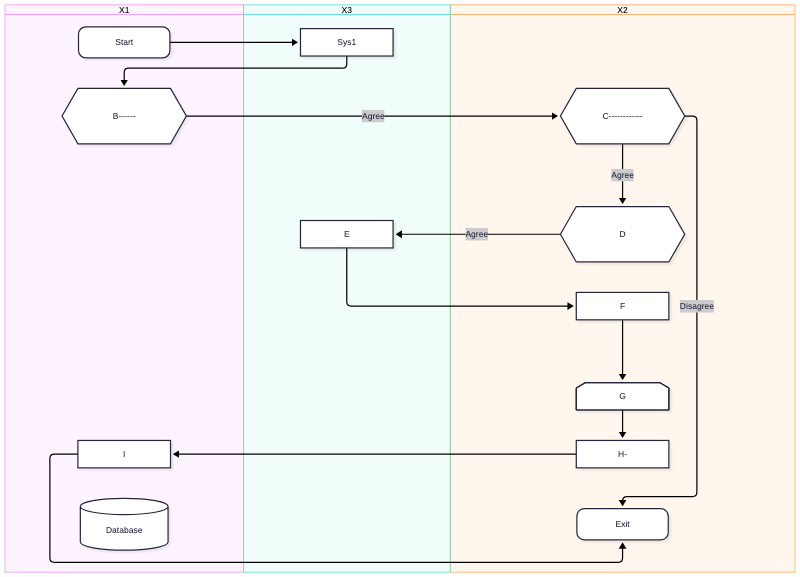 X1
X3
X2
Start
Sys1
B------
Agree
C------------
Agree
E
Agree
D
F
Disagree
G
I
H-
Database
Exit